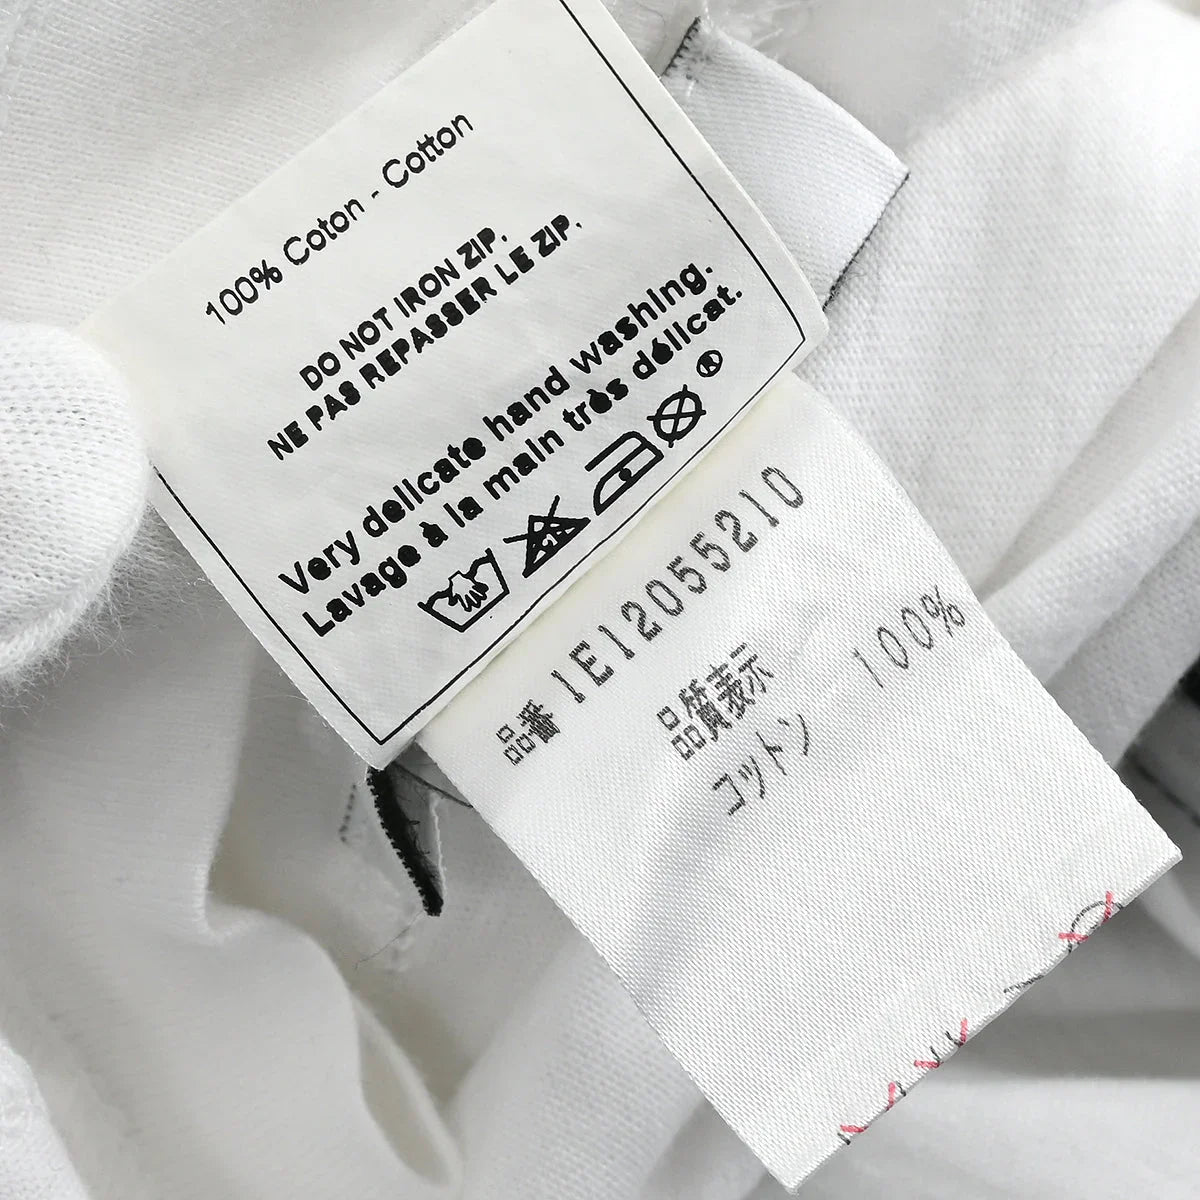 100% Coton - Cotton
DO NOT IRON ZIP.
NE PAS REPASSER LE ZIP.
Very delicate hand washing.
Lavage à la main très délicat.
品番 1E12055210
品質表示
コットン 100%